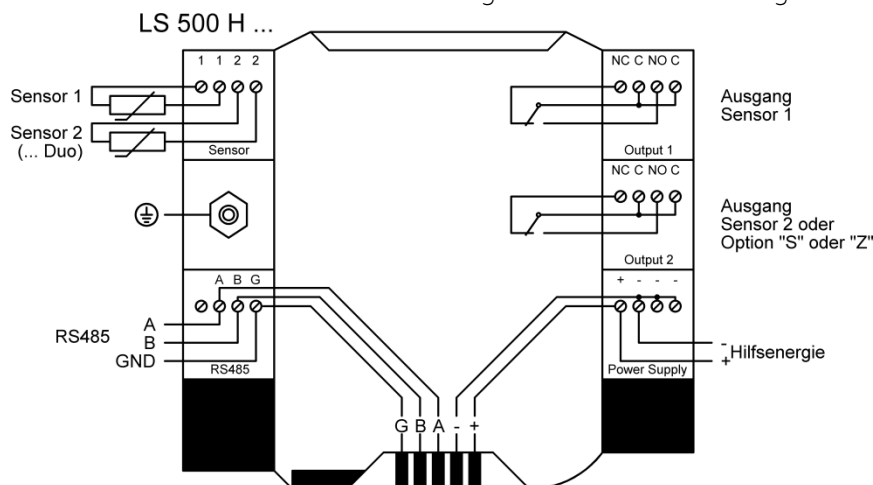 LS 500 H ...
1 1 2 2
Sensor 1
Sensor 2
(... Duo)
Sensor
A B G
RS485
A
B
GND
RS485
G B A - +
NC C NO C
Output 1
Ausgang
Sensor 1
NC C NO C
Output 2
Ausgang
Sensor 2 oder
Option "S" oder "Z"
+ - - -
Power Supply
-
+
Hilfsenergie